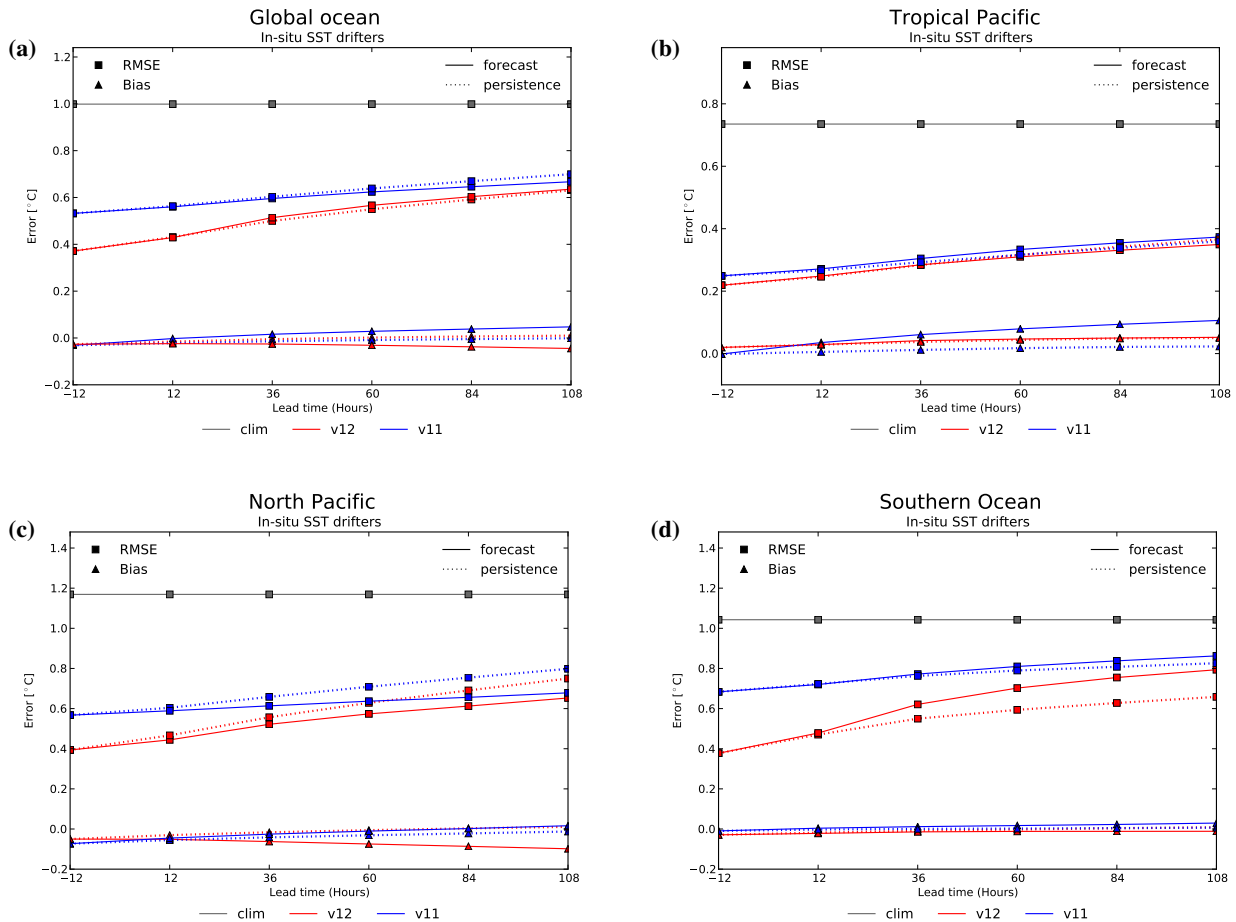 Global ocean
(a)
In-situ SST drifters
RMSE
Bias
forecast
persistence
1.2
1.0
0.8
0.6
0.4
0.2
0.0
−0.2
Error [°C]
−12 12 36 60 84 108
Lead time (Hours)
clim v12 v11
Tropical Pacific
(b)
In-situ SST drifters
RMSE
Bias
forecast
persistence
0.8
0.6
0.4
0.2
0.0
Error [°C]
−12 12 36 60 84 108
Lead time (Hours)
clim v12 v11
North Pacific
(c)
In-situ SST drifters
RMSE
Bias
forecast
persistence
1.4
1.2
1.0
0.8
0.6
0.4
0.2
0.0
−0.2
Error [°C]
−12 12 36 60 84 108
Lead time (Hours)
clim v12 v11
Southern Ocean
(d)
In-situ SST drifters
RMSE
Bias
forecast
persistence
1.4
1.2
1.0
0.8
0.6
0.4
0.2
0.0
−0.2
Error [°C]
−12 12 36 60 84 108
Lead time (Hours)
clim v12 v11